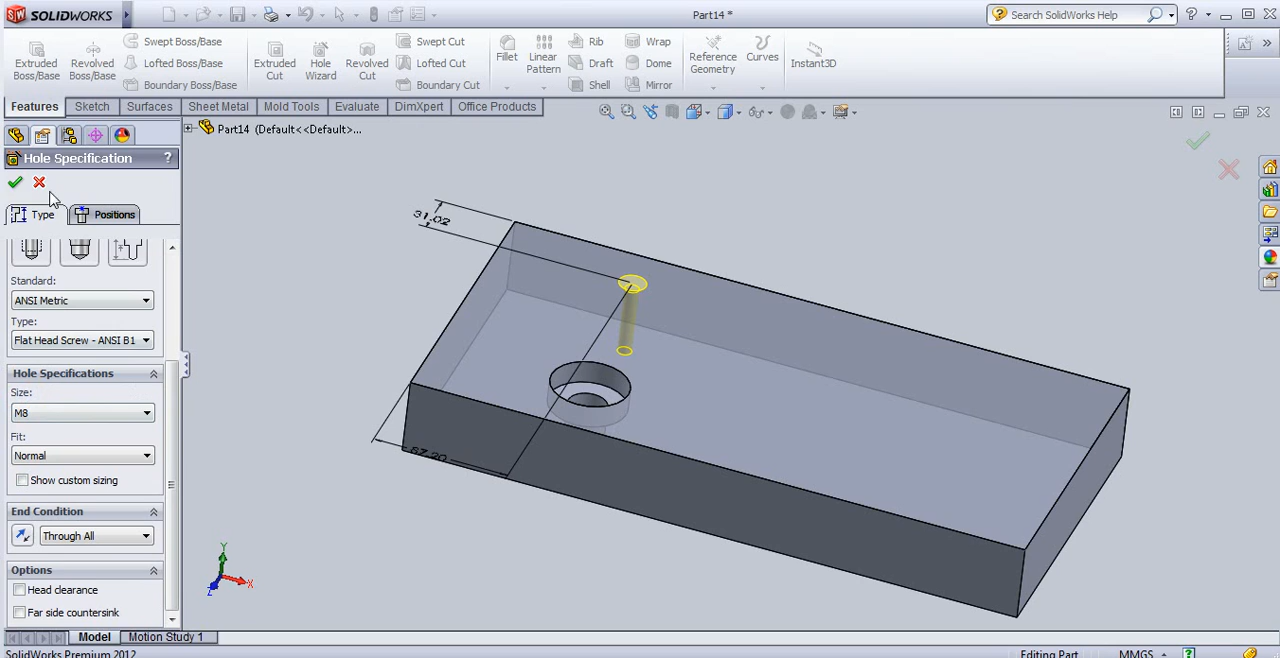 SW SOLIDWORKS
Part14 *
Search SolidWorks Help
Extruded Boss/Base
Revolved Boss/Base
Swept Boss/Base
Lofted Boss/Base
Boundary Boss/Base
Extruded Cut
Hole Wizard
Revolved Cut
Swept Cut
Lofted Cut
Boundary Cut
Fillet
Linear Pattern
Rib
Draft
Shell
Wrap
Dome
Mirror
Reference Geometry
Curves
Instant3D
Features
Sketch
Surfaces
Sheet Metal
Mold Tools
Evaluate
DimXpert
Office Products
Part14 (Default<<Default>...
Hole Specification
?
Type
Positions
Standard:
ANSI Metric
Type:
Flat Head Screw - ANSI B1
Hole Specifications
Size:
M8
Fit:
Normal
Show custom sizing
End Condition
Through All
Options
Head clearance
Far side countersink
31.02
67.20
Y
X
Z
Model
Motion Study 1
SolidWorks Premium 2012
Editing Part
MMGS